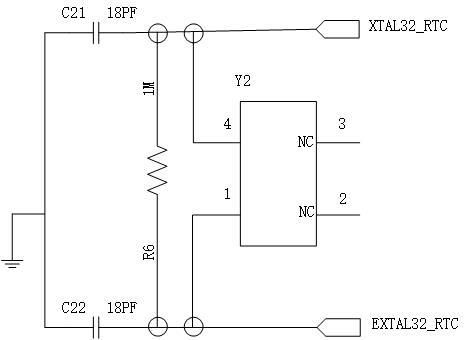 C21 18PF
XTAL32_RTC
1M
Y2
4
3
NC
1
2
NC
R6
C22 18PF
EXTAL32_RTC